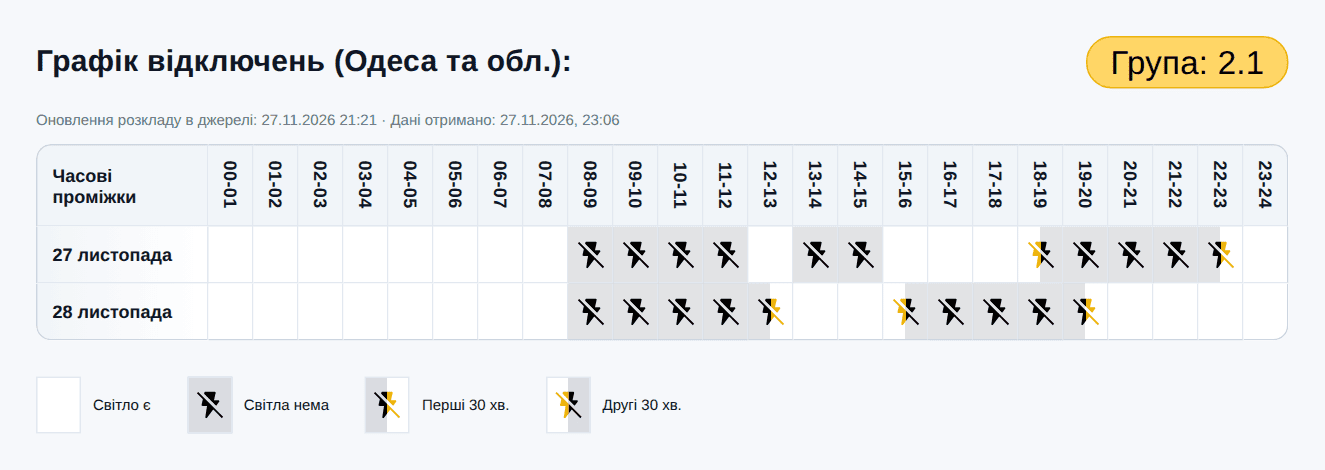 Графік відключень (Одеса та обл.):
Група: 2.1
Оновлення розкладу в джерелі: 27.11.2026 21:21 · Дані отримано: 27.11.2026, 23:06
Часові
проміжки
00-01
01-02
02-03
03-04
04-05
05-06
06-07
07-08
08-09
09-10
10-11
11-12
12-13
13-14
14-15
15-16
16-17
17-18
18-19
19-20
20-21
21-22
22-23
23-24
27 листопада
28 листопада
Світло є
Світла нема
Перші 30 хв.
Другі 30 хв.